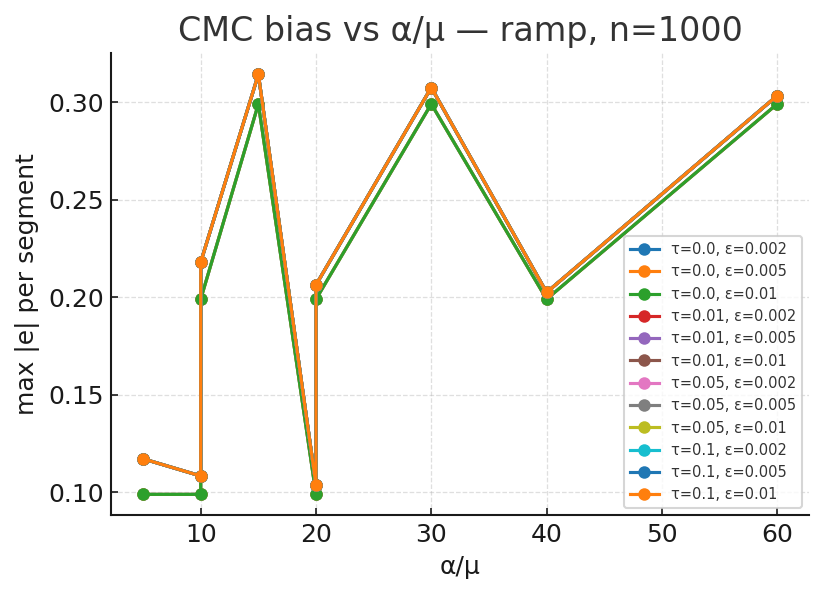 CMC bias vs α/μ — ramp, n=1000
max |e| per segment
0.30
0.25
0.20
0.15
0.10
10
20
30
40
50
60
α/μ
τ=0.0, ε=0.002
τ=0.0, ε=0.005
τ=0.0, ε=0.01
τ=0.01, ε=0.002
τ=0.01, ε=0.005
τ=0.01, ε=0.01
τ=0.05, ε=0.002
τ=0.05, ε=0.005
τ=0.05, ε=0.01
τ=0.1, ε=0.002
τ=0.1, ε=0.005
τ=0.1, ε=0.01